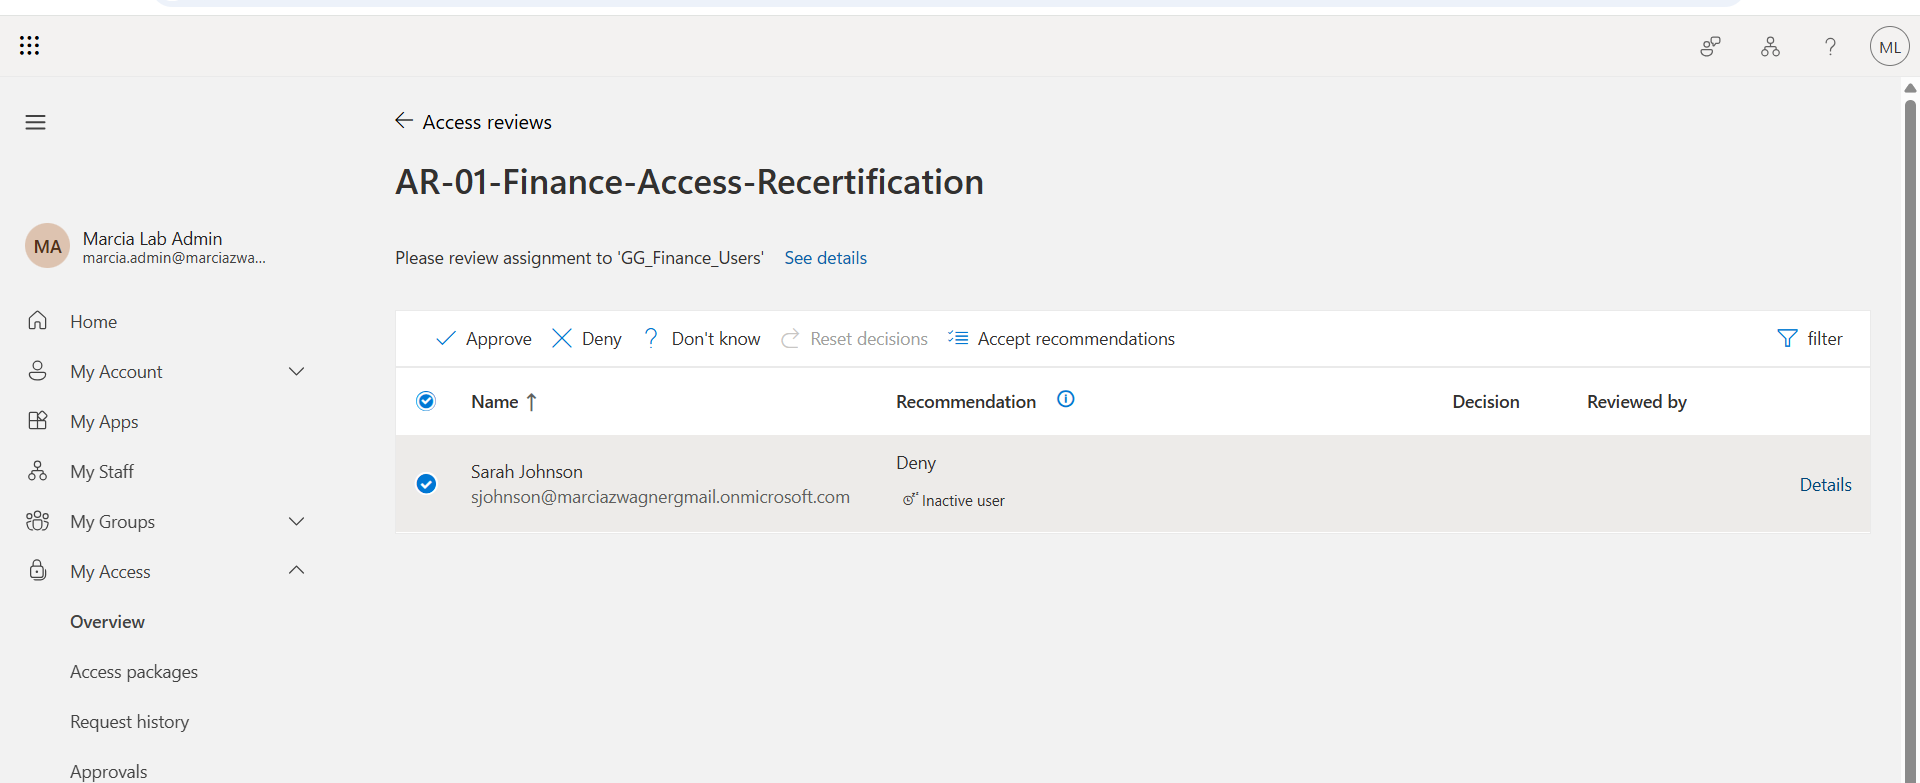 ML
Access reviews
AR-01-Finance-Access-Recertification
MA
Marcia Lab Admin
marcia.admin@marciazwa...
Please review assignment to 'GG_Finance_Users' See details
Home
My Account
My Apps
My Staff
My Groups
My Access
Overview
Access packages
Request history
Approvals
Approve Deny Don't know Reset decisions Accept recommendations filter
Name Recommendation Decision Reviewed by
Sarah Johnson
sjohnson@marciazwagnergmail.onmicrosoft.com
Deny
Inactive user
Details